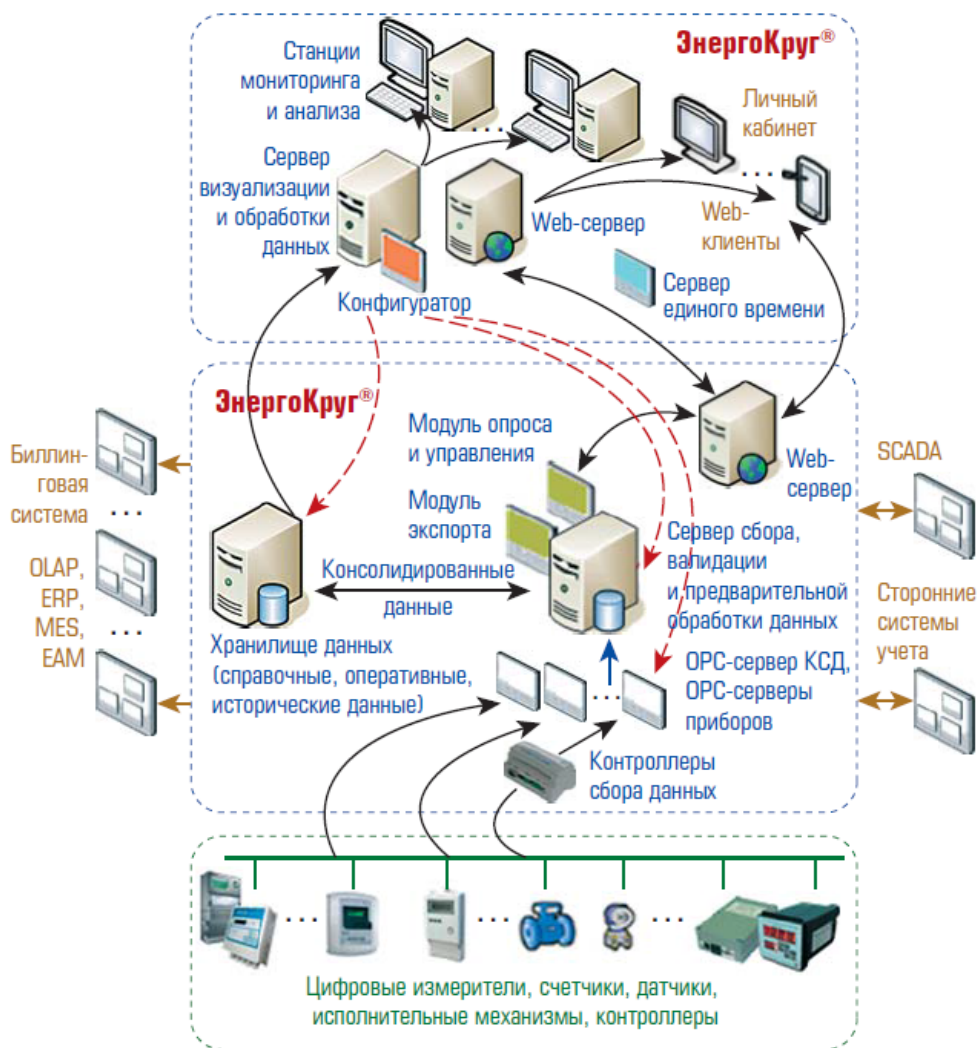 ЭнергоКруг®
Станции
мониторинга
и анализа
...
Личный
кабинет
...
Сервер
визуализации
и обработки
данных
Web-сервер
Web-
клиенты
Конфигуратор
Сервер
единого времени
ЭнергоКруг®
Биллин-
говая
система
...
OLAP,
ERP,
MES,
EAM
...
Модуль опроса
и управления
Модуль
экспорта
Web-
сервер
Консолидированные
данные
Сервер сбора,
валидации
и предварительной
обработки данных
Хранилище данных
(справочные, оперативные,
исторические данные)
...
ОРС-сервер КСД,
ОРС-серверы
приборов
Контроллеры
сбора данных
SCADA
Сторонние
системы
учета
... ... ...
Цифровые измерители, счетчики, датчики,
исполнительные механизмы, контроллеры